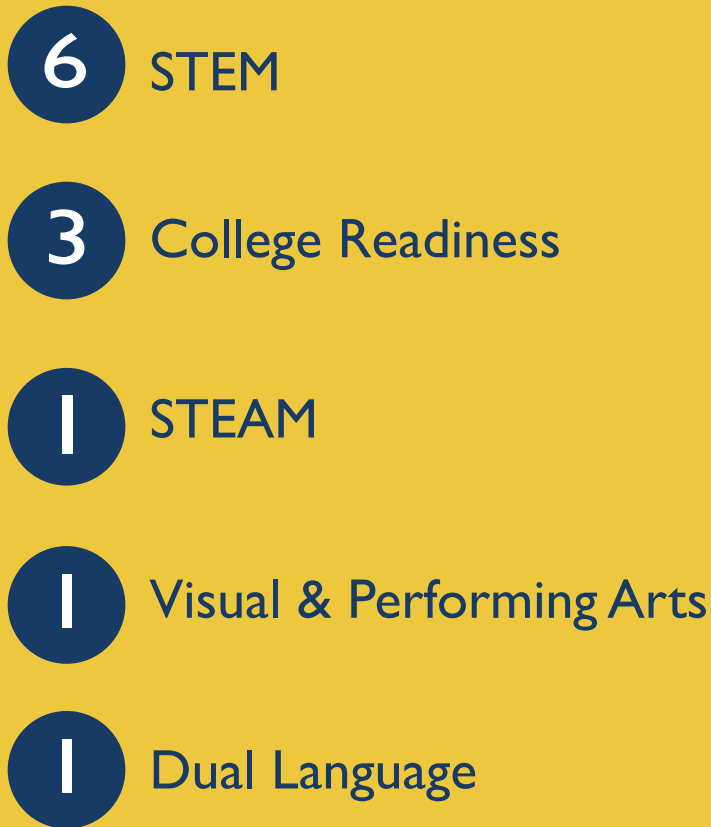 6 STEM
3 College Readiness
1 STEAM
1 Visual & Performing Arts
1 Dual Language